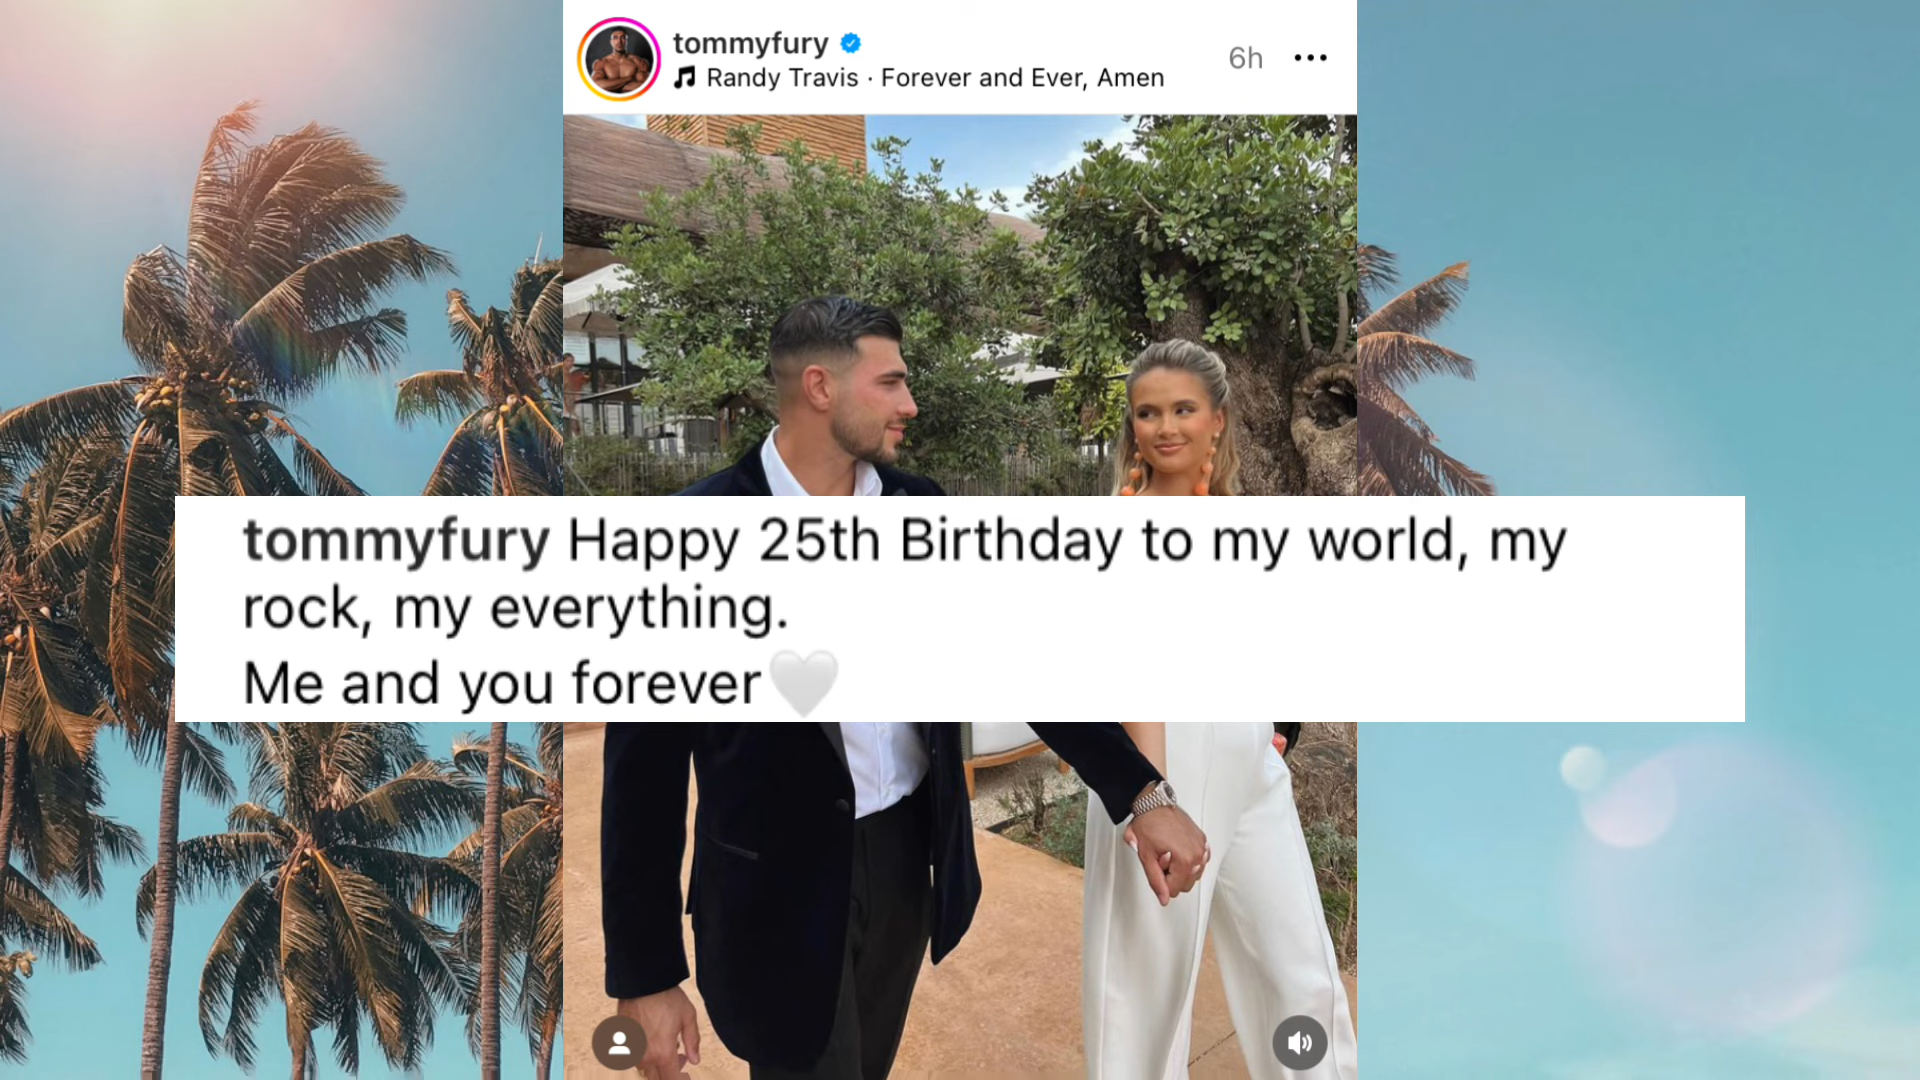 tommyfury
Randy Travis · Forever and Ever, Amen
6h
tommyfury Happy 25th Birthday to my world, my
rock, my everything.
Me and you forever🤍